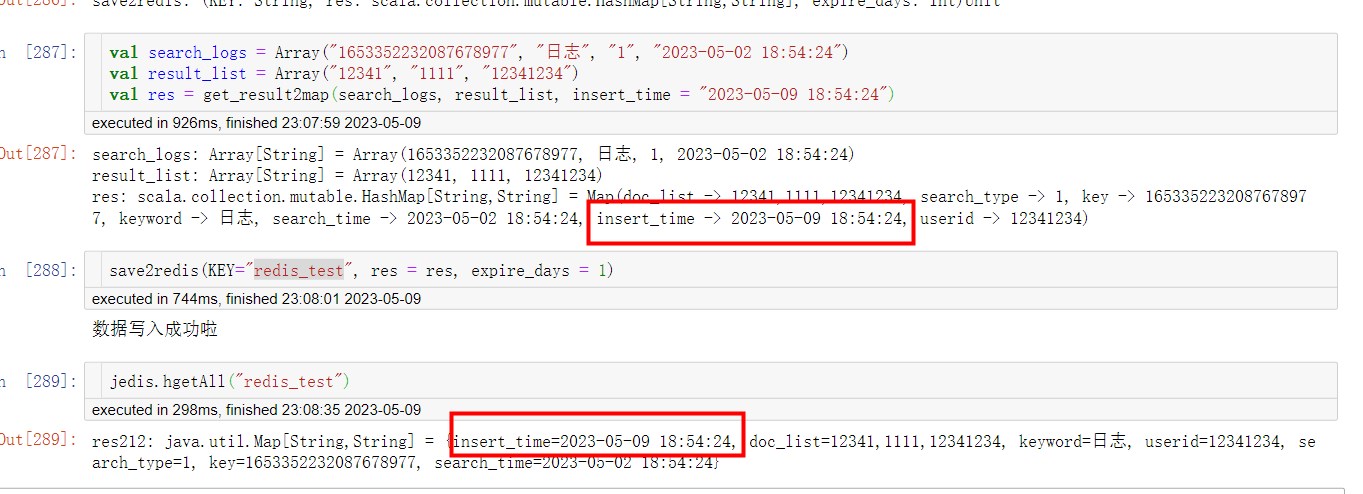 Out[286]: save2redis: (KEY: String, res: scala.collection.mutable.HashMap[String,String], expire_days: Int)Unit
n [287]: val search_logs = Array("1653352232087678977", "日志", "1", "2023-05-02 18:54:24")
val result_list = Array("12341", "1111", "12341234")
val res = get_result2map(search_logs, result_list, insert_time = "2023-05-09 18:54:24")
executed in 926ms, finished 23:07:59 2023-05-09
Out[287]: search_logs: Array[String] = Array(1653352232087678977, 日志, 1, 2023-05-02 18:54:24)
result_list: Array[String] = Array(12341, 1111, 12341234)
res: scala.collection.mutable.HashMap[String,String] = Map(doc_list -> 12341,1111,12341234, search_type -> 1, key -> 165335223208767897
7, keyword -> 日志, search_time -> 2023-05-02 18:54:24, insert_time -> 2023-05-09 18:54:24, userid -> 12341234)
n [288]: save2redis(KEY="redis_test", res = res, expire_days = 1)
executed in 744ms, finished 23:08:01 2023-05-09
数据写入成功啦
n [289]: jedis.hgetAll("redis_test")
executed in 298ms, finished 23:08:35 2023-05-09
Out[289]: res212: java.util.Map[String,String] = {insert_time=2023-05-09 18:54:24, doc_list=12341,1111,12341234, keyword=日志, userid=12341234, se
arch_type=1, key=1653352232087678977, search_time=2023-05-02 18:54:24}